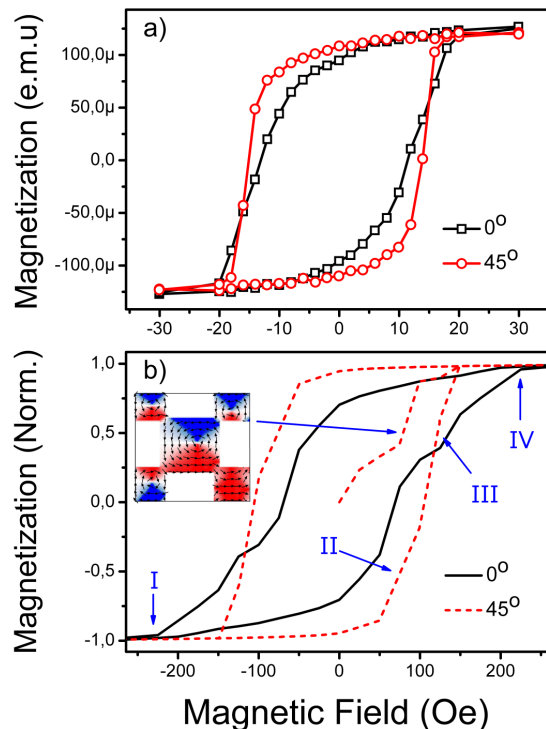 a)
Magnetization (e.m.u)
100,0µ
50,0µ
0,0
-50,0µ
-100,0µ
0°
45°
-30 -20 -10 0 10 20 30
b)
Magnetization (Norm.)
1,0
0,5
0,0
-0,5
-1,0
I
II
III
IV
0°
45°
-200 -100 0 100 200
Magnetic Field (Oe)